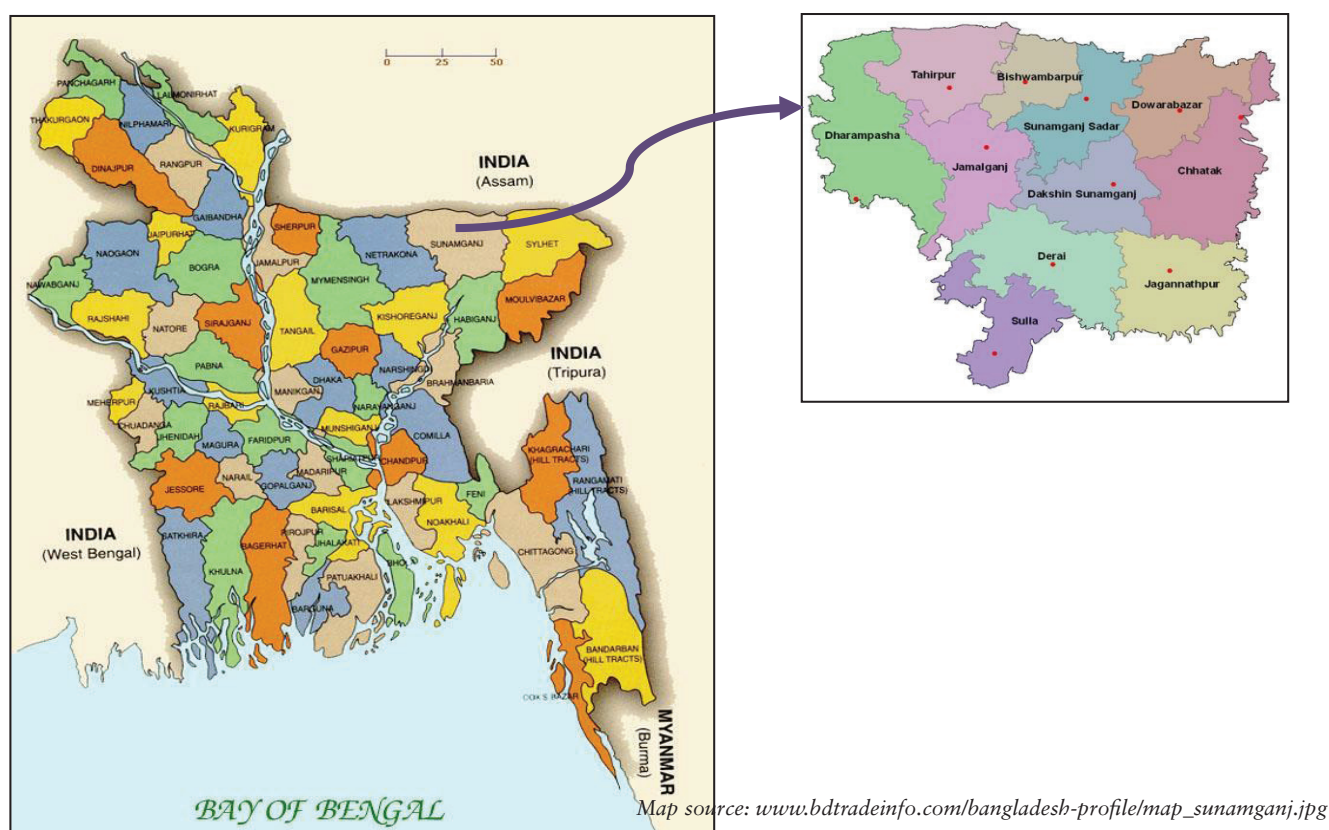 0 25 50
PANCHAGARH
LALMONIRHAT
THAKURGAON
NILPHAMARI
KURIGRAM
DINAJPUR
RANGPUR
INDIA
(Assam)
GAIBANDHA
SHERPUR
JAIPURHAT
NAOGAON
JAMALPUR
NETRAKONA
SUNAMGANJ
SYLHET
BOGRA
MYMENSINGH
NAWABGANJ
MOULVIBAZAR
RAJSHAHI
NATORE
SIRAJGANJ
TANGAIL
KISHOREGANJ
HABIGANJ
GAZIPUR
PABNA
INDIA
(Tripura)
DHAKA
NARSHINGDI
MANIKGANJ
BRAHMANBARIA
KUSHTIA
MEHERPUR
RAJBARI
NARAYANGANJ
CHUADANGA
MUNSHIGANJ
JHENIDAH
MAGURA
FARIDPUR
COMILLA
KHAGRACHARI
(HILL TRACTS)
CHANDPUR
MADARIPUR
NARAIL
GOPALGANJ
JESSORE
RANGAMATI
(HILL TRACTS)
FENI
LAKSHMIPUR
BARISAL
NOAKHALI
INDIA
(West Bengal)
SATKHIRA
PIROJPUR
BAGERHAT
JHALAKATI
CHITTAGONG
KHULNA
PATUAKHALI
BARGUNA
BANDARBAN
(HILL TRACTS)
COX S BAZAR
MYANMAR
(Burma)
BAY OF BENGAL
Tahirpur
Bishwambarpur
Dowarabazar
Dharampasha
Sunamganj Sadar
Jamalganj
Chhatak
Dakshin Sunamganj
Derai
Jagannathpur
Sulla
Map source: www.bdtradeinfo.com/bangladesh-profile/map_sunamganj.jpg